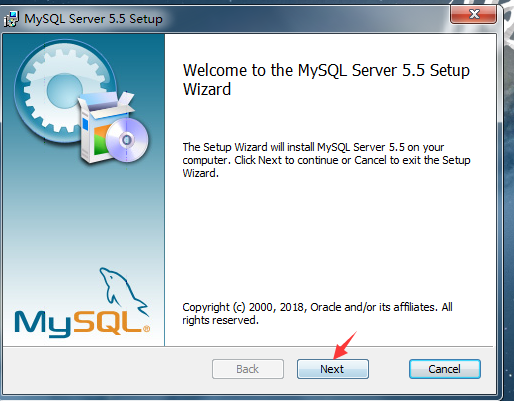 MySQL Server 5.5 Setup
Welcome to the MySQL Server 5.5 Setup
Wizard
The Setup Wizard will install MySQL Server 5.5 on your
computer. Click Next to continue or Cancel to exit the Setup
Wizard.
MySQL®
Copyright (c) 2000, 2018, Oracle and/or its affiliates. All
rights reserved.
Back
Next
Cancel